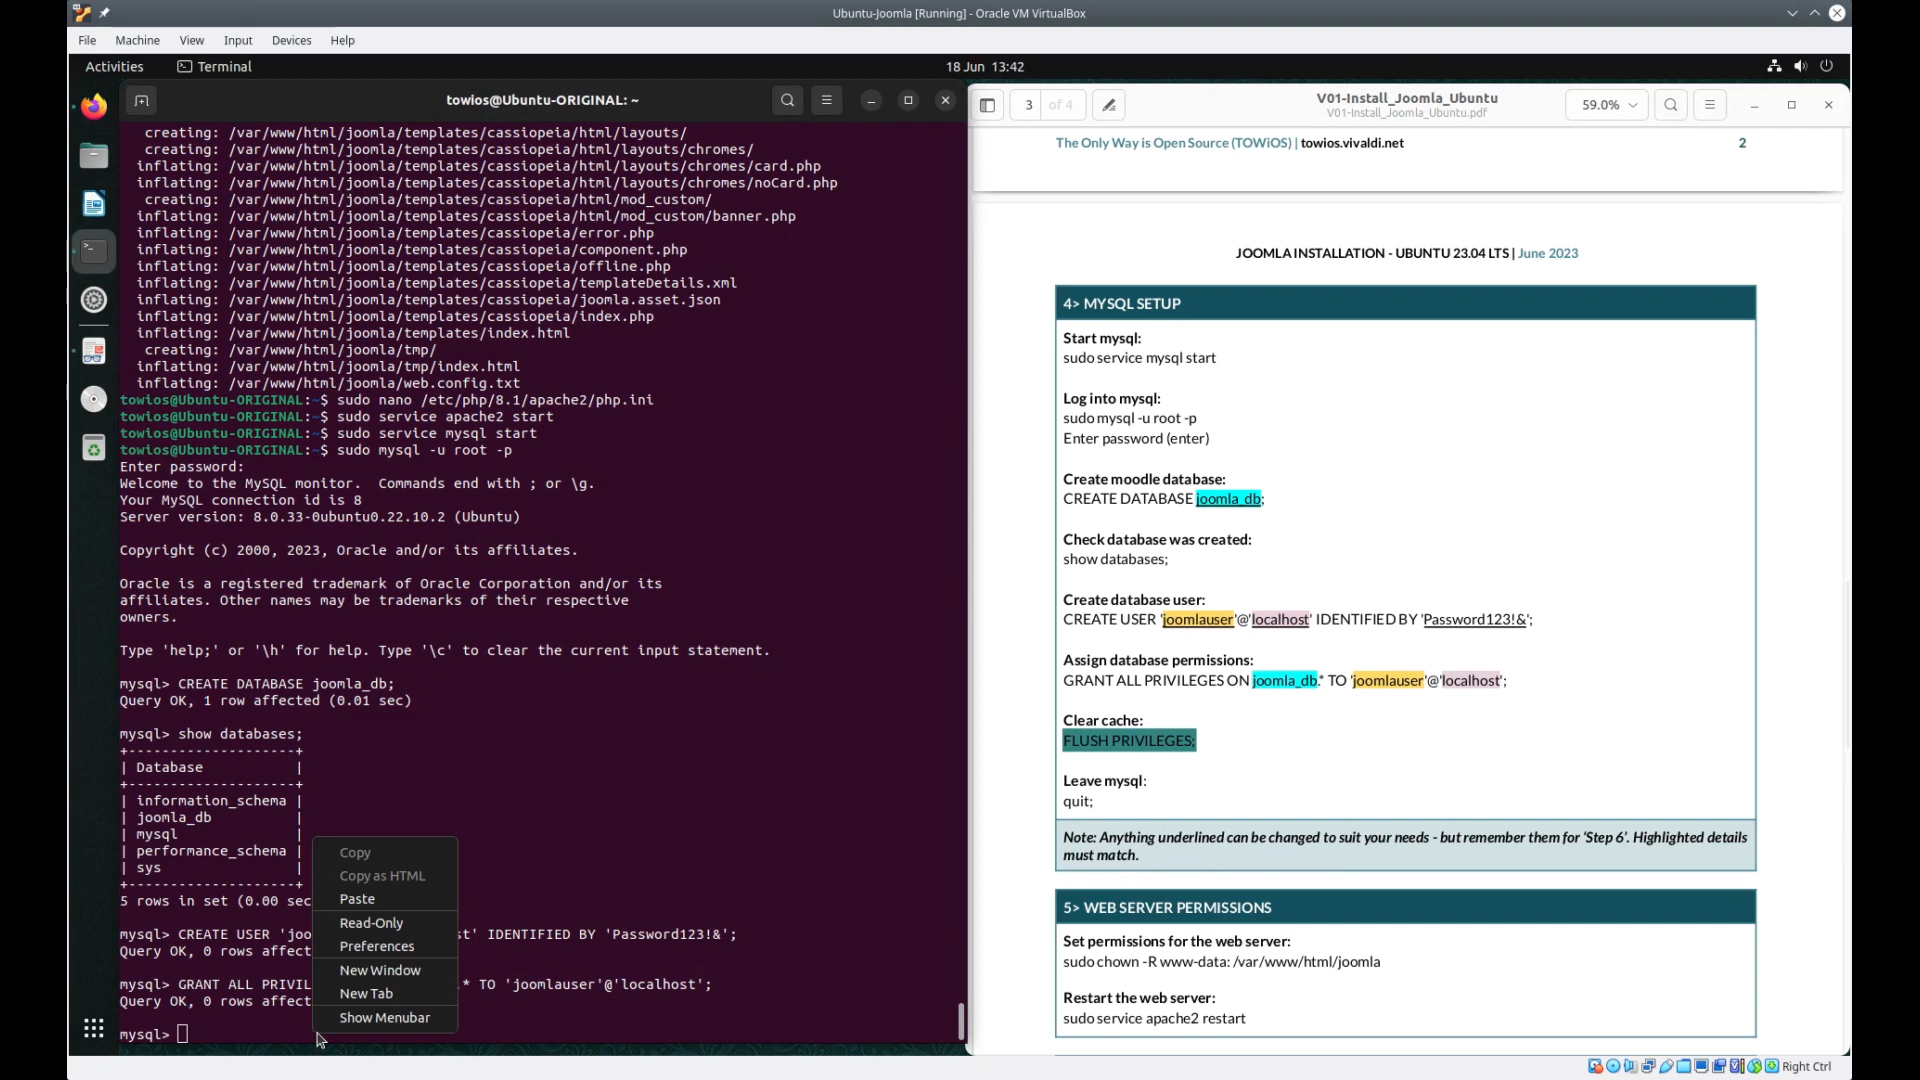 Ubuntu-Joomla [Running] - Oracle VM VirtualBox
File Machine View Input Devices Help
Activities Terminal 18 Jun 13:42
towios@Ubuntu-ORIGINAL: ~
creating: /var/www/html/joomla/templates/cassiopeia/html/layouts/
creating: /var/www/html/joomla/templates/cassiopeia/html/layouts/chromes/
inflating: /var/www/html/joomla/templates/cassiopeia/html/layouts/chromes/card.php
inflating: /var/www/html/joomla/templates/cassiopeia/html/layouts/chromes/noCard.php
creating: /var/www/html/joomla/templates/cassiopeia/html/mod_custom/
inflating: /var/www/html/joomla/templates/cassiopeia/html/mod_custom/banner.php
inflating: /var/www/html/joomla/templates/cassiopeia/error.php
inflating: /var/www/html/joomla/templates/cassiopeia/component.php
inflating: /var/www/html/joomla/templates/cassiopeia/offline.php
inflating: /var/www/html/joomla/templates/cassiopeia/templateDetails.xml
inflating: /var/www/html/joomla/templates/cassiopeia/joomla.asset.json
inflating: /var/www/html/joomla/templates/cassiopeia/index.php
inflating: /var/www/html/joomla/templates/index.html
creating: /var/www/html/joomla/tmp/
inflating: /var/www/html/joomla/tmp/index.html
inflating: /var/www/html/joomla/web.config.txt
towios@Ubuntu-ORIGINAL:~$ sudo nano /etc/php/8.1/apache2/php.ini
towios@Ubuntu-ORIGINAL:~$ sudo service apache2 start
towios@Ubuntu-ORIGINAL:~$ sudo service mysql start
towios@Ubuntu-ORIGINAL:~$ sudo mysql -u root -p
Enter password:
Welcome to the MySQL monitor.  Commands end with ; or \g.
Your MySQL connection id is 8
Server version: 8.0.33-0ubuntu0.22.10.2 (Ubuntu)
Copyright (c) 2000, 2023, Oracle and/or its affiliates.
Oracle is a registered trademark of Oracle Corporation and/or its
affiliates. Other names may be trademarks of their respective
owners.
Type 'help;' or '\h' for help. Type '\c' to clear the current input statement.
mysql> CREATE DATABASE joomla_db;
Query OK, 1 row affected (0.01 sec)
mysql> show databases;
+--------------------+
| Database           |
+--------------------+
| information_schema |
| joomla_db          |
| mysql              |
| performance_schema |
| sys                |
+--------------------+
5 rows in set (0.00 sec
mysql> CREATE USER 'joo st' IDENTIFIED BY 'Password123!&';
Query OK, 0 rows affect
mysql> GRANT ALL PRIVIL .* TO 'joomlauser'@'localhost';
Query OK, 0 rows affect
mysql>
Copy
Copy as HTML
Paste
Read-Only
Preferences
New Window
New Tab
Show Menubar
3 of 4
V01-Install_Joomla_Ubuntu
V01-Install_Joomla_Ubuntu.pdf
59.0%
The Only Way is Open Source (TOWiOS) | towios.vivaldi.net 2
JOOMLA INSTALLATION - UBUNTU 23.04 LTS | June 2023
4> MYSQL SETUP
Start mysql:
sudo service mysql start
Log into mysql:
sudo mysql -u root -p
Enter password (enter)
Create moodle database:
CREATE DATABASE joomla_db;
Check database was created:
show databases;
Create database user:
CREATE USER 'joomlauser'@'localhost' IDENTIFIED BY 'Password123!&';
Assign database permissions:
GRANT ALL PRIVILEGES ON joomla_db.* TO 'joomlauser'@'localhost';
Clear cache:
FLUSH PRIVILEGES;
Leave mysql:
quit;
Note: Anything underlined can be changed to suit your needs - but remember them for ‘Step 6’. Highlighted details
must match.
5> WEB SERVER PERMISSIONS
Set permissions for the web server:
sudo chown -R www-data: /var/www/html/joomla
Restart the web server:
sudo service apache2 restart
Right Ctrl